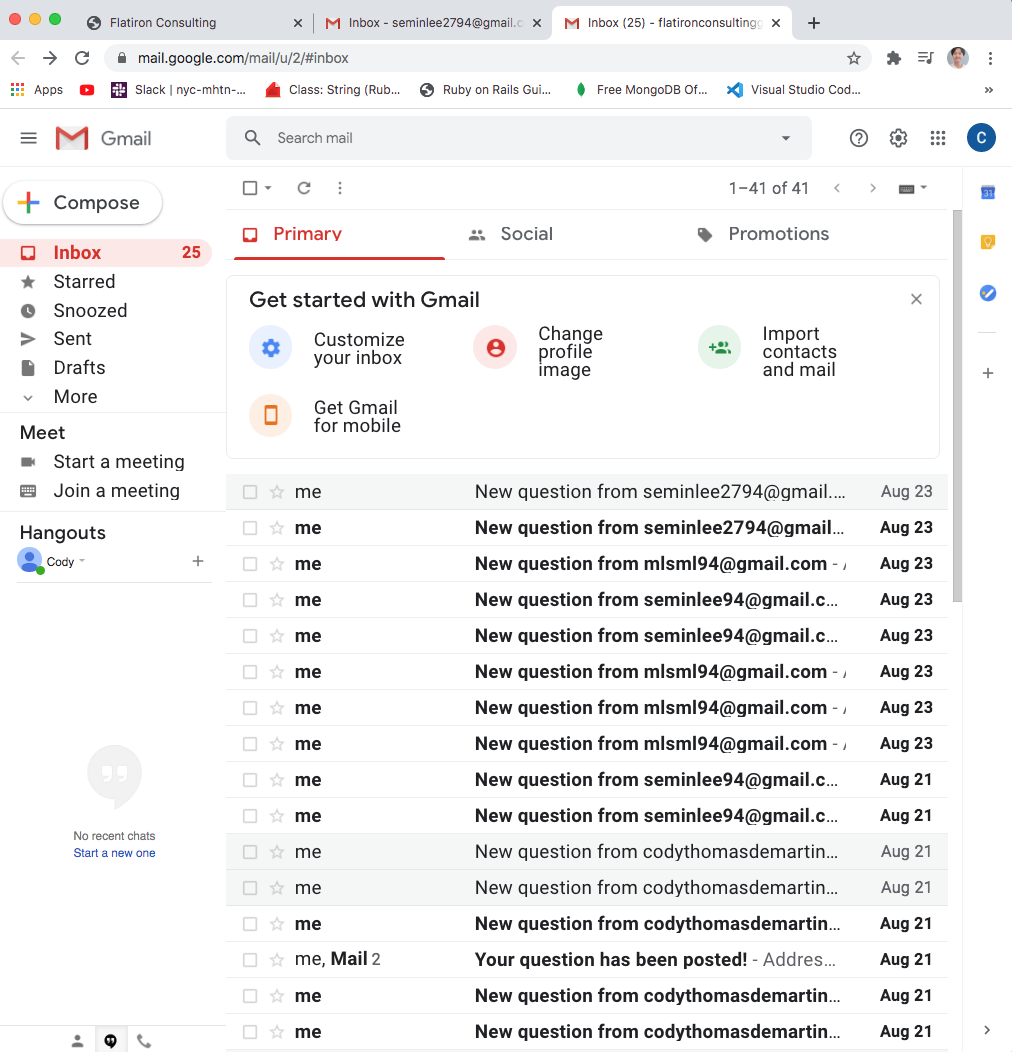 Flatiron Consulting
Inbox - seminlee2794@gmail.c
Inbox (25) - flatironconsultingg
mail.google.com/mail/u/2/#inbox
Apps
Slack | nyc-mhtn-...
Class: String (Rub...
Ruby on Rails Gui...
Free MongoDB Of...
Visual Studio Cod...
»
Gmail
Search mail
C
Compose
1–41 of 41
31
Inbox 25
Starred
Snoozed
Sent
Drafts
More
Meet
Start a meeting
Join a meeting
Hangouts
Cody
No recent chats
Start a new one
Primary
Social
Promotions
Get started with Gmail
Customize
your inbox
Change
profile
image
Import
contacts
and mail
Get Gmail
for mobile
me New question from seminlee2794@gmail.... Aug 23
me New question from seminlee2794@gmail... Aug 23
me New question from mlsml94@gmail.com - Aug 23
me New question from seminlee94@gmail.c... Aug 23
me New question from seminlee94@gmail.c... Aug 23
me New question from mlsml94@gmail.com - Aug 23
me New question from mlsml94@gmail.com - Aug 23
me New question from mlsml94@gmail.com - Aug 23
me New question from seminlee94@gmail.c... Aug 21
me New question from seminlee94@gmail.c... Aug 21
me New question from codythomasdemartin... Aug 21
me New question from codythomasdemartin... Aug 21
me New question from codythomasdemartin... Aug 21
me, Mail 2 Your question has been posted! - Addres... Aug 21
me New question from codythomasdemartin... Aug 21
me New question from codythomasdemartin... Aug 21